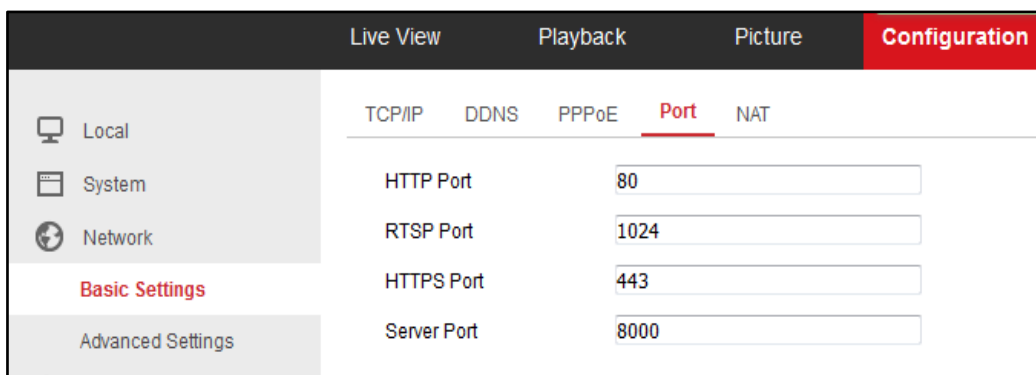 Live View Playback Picture Configuration
Local
System
Network
Basic Settings
Advanced Settings
TCP/IP DDNS PPPoE Port NAT
HTTP Port 80
RTSP Port 1024
HTTPS Port 443
Server Port 8000